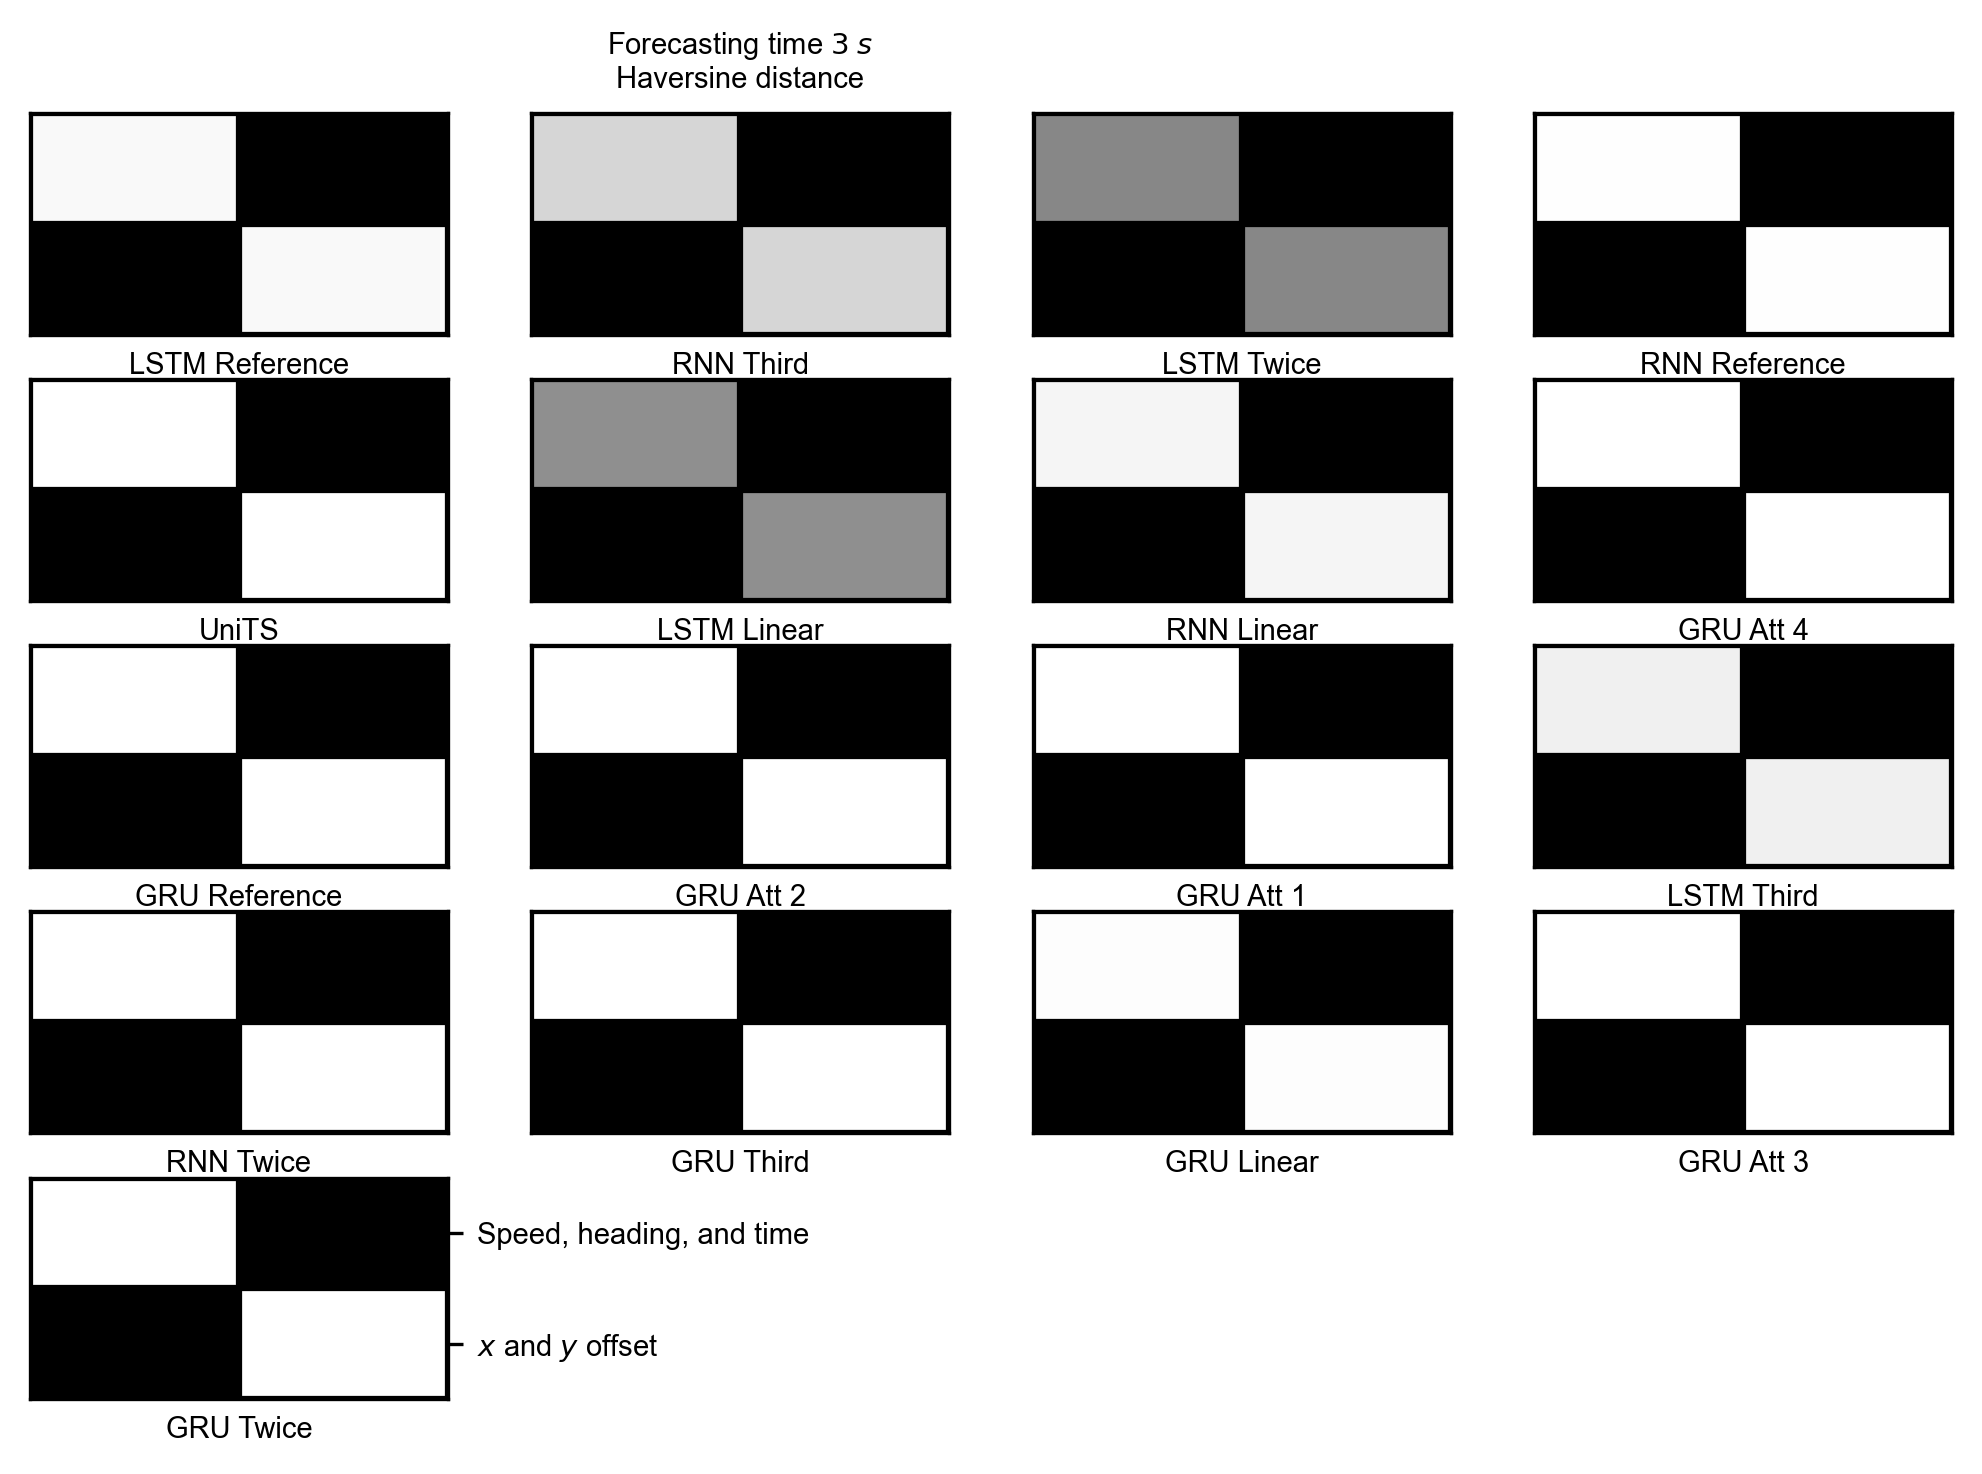 Forecasting time 3 s
Haversine distance
LSTM Reference
RNN Third
LSTM Twice
RNN Reference
UniTS
LSTM Linear
RNN Linear
GRU Att 4
GRU Reference
GRU Att 2
GRU Att 1
LSTM Third
RNN Twice
GRU Third
GRU Linear
GRU Att 3
Speed, heading, and time
x and y offset
GRU Twice